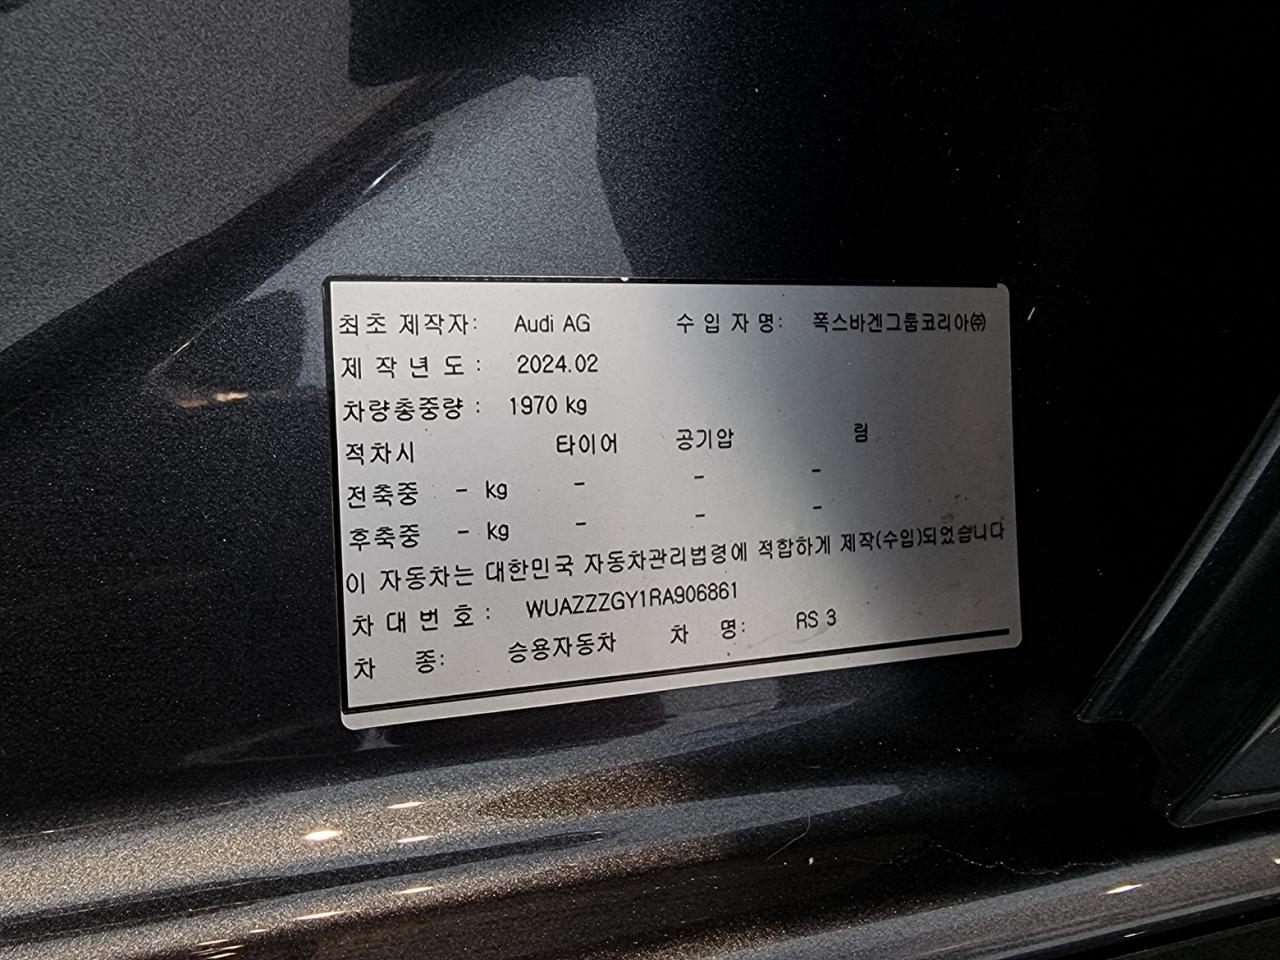 최초 제작자: Audi AG 수 입 자 명: 폭스바겐그룹코리아㈜
제 작 년 도 : 2024.02
차량총중량 : 1970 kg
적차시 타이어 공기압 림
전축중 - kg - - -
후축중 - kg - - -
이 자동차는 대한민국 자동차관리법령에 적합하게 제작(수입)되었습니다
차 대 번 호 : WUAZZZGY1RA906861
차 종: 승용자동차 차 명: RS 3